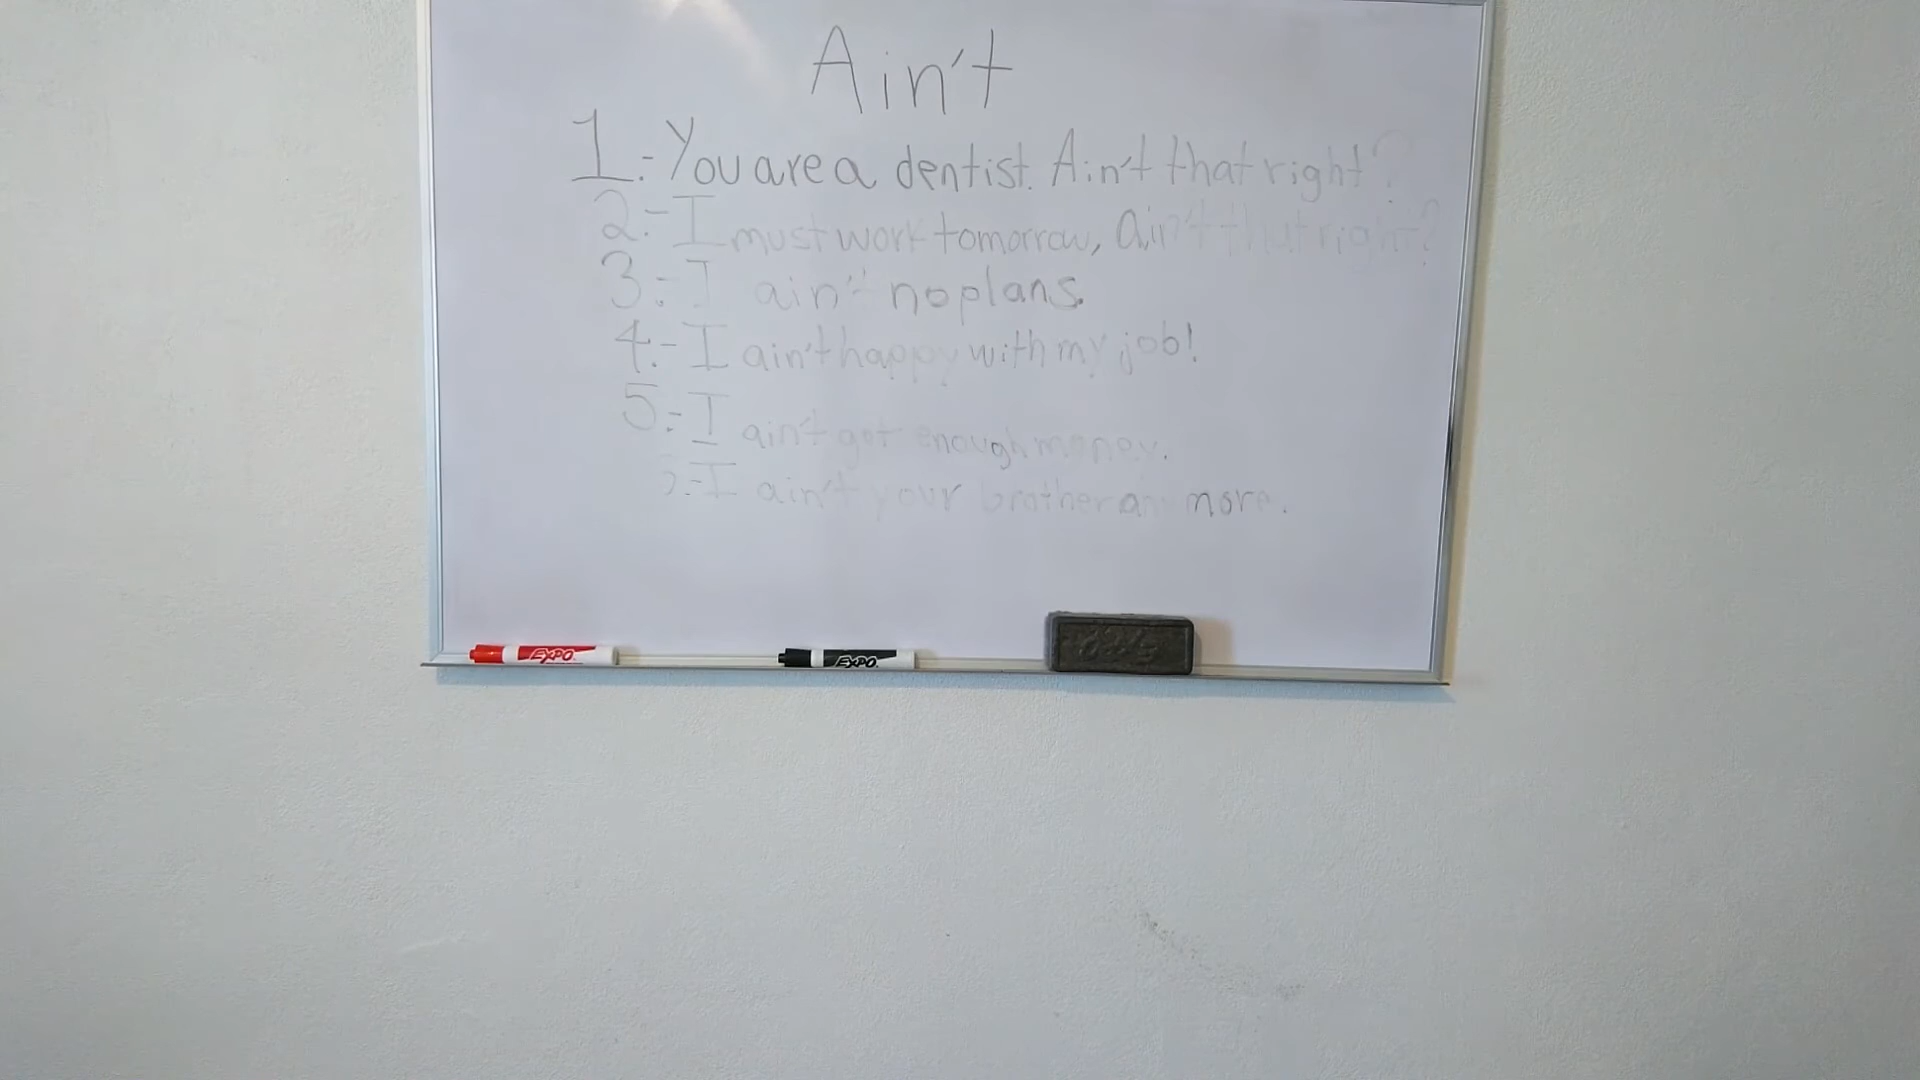 Ain't
1.- You are a dentist. Ain't that right?
2.- I must work tomorrow, ain't that right?
3.- I ain't no plans.
4.- I ain't happy with my job!
5.- I ain't got enough money.
.- I ain't your brother any more.
EXPO EXPO